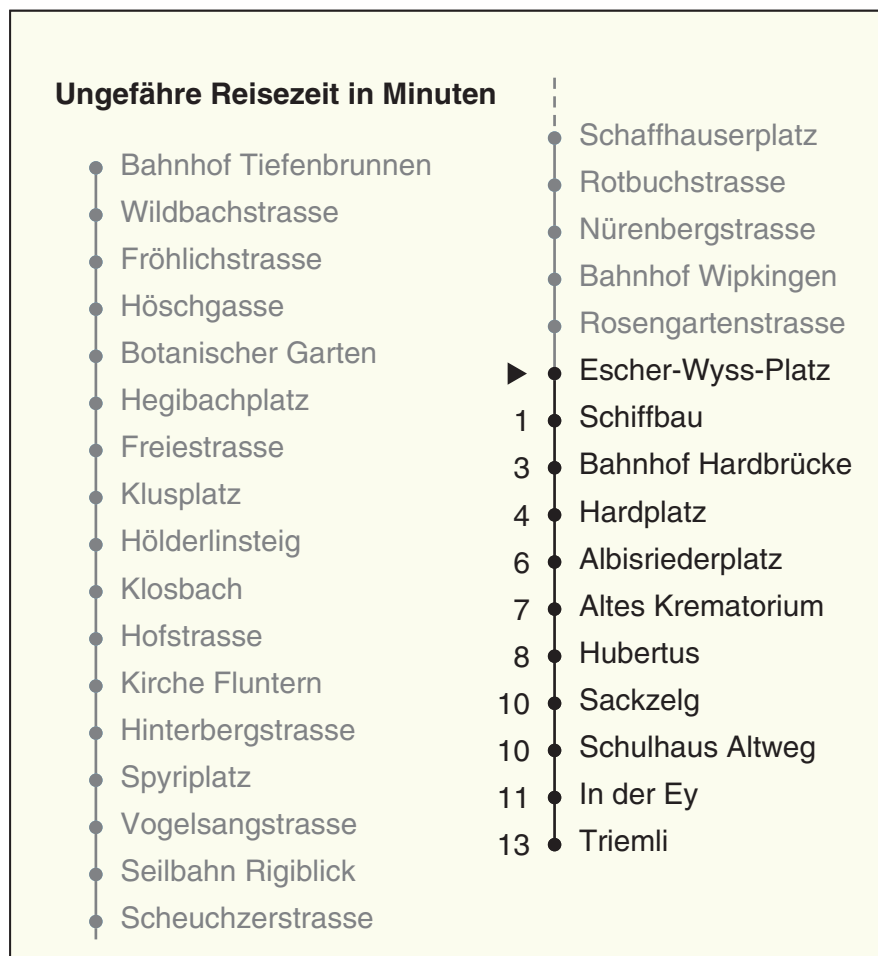 Ungefähre Reisezeit in Minuten
Bahnhof Tiefenbrunnen
Wildbachstrasse
Fröhlichstrasse
Höschgasse
Botanischer Garten
Hegibachplatz
Freiestrasse
Klusplatz
Hölderlinsteig
Klosbach
Hofstrasse
Kirche Fluntern
Hinterbergstrasse
Spyriplatz
Vogelsangstrasse
Seilbahn Rigiblick
Scheuchzerstrasse
Schaffhauserplatz
Rotbuchstrasse
Nürenbergstrasse
Bahnhof Wipkingen
Rosengartenstrasse
Escher-Wyss-Platz
1 Schiffbau
3 Bahnhof Hardbrücke
4 Hardplatz
6 Albisriederplatz
7 Altes Krematorium
8 Hubertus
10 Sackzelg
10 Schulhaus Altweg
11 In der Ey
13 Triemli